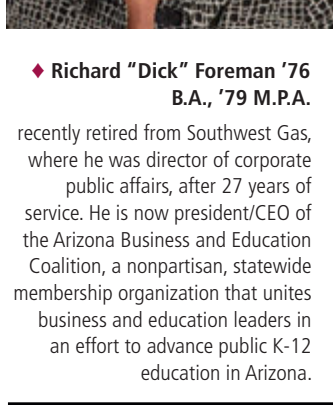 ♦ Richard “Dick” Foreman ’76
B.A., ’79 M.P.A.
recently retired from Southwest Gas,
where he was director of corporate
public affairs, after 27 years of
service. He is now president/CEO of
the Arizona Business and Education
Coalition, a nonpartisan, statewide
membership organization that unites
business and education leaders in
an effort to advance public K-12
education in Arizona.